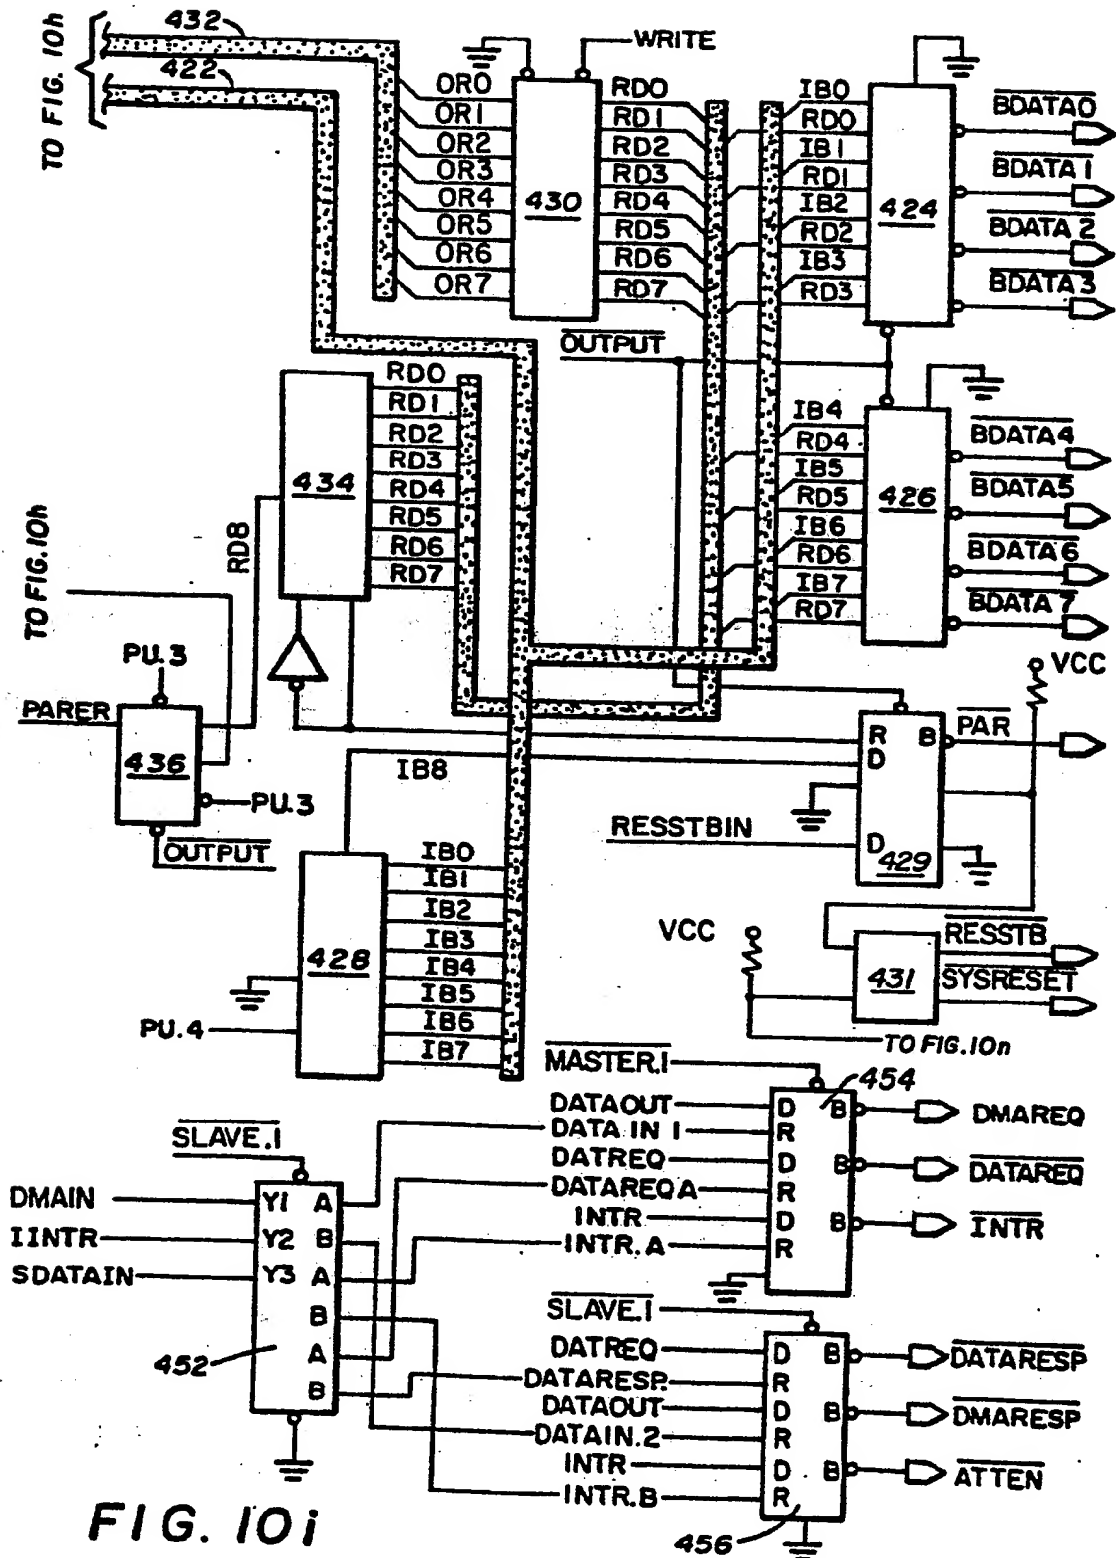 TO FIG. 10h
432
422
WRITE
OR0
OR1
OR2
OR3
OR4
OR5
OR6
OR7
430
RD0
RD1
RD2
RD3
RD4
RD5
RD6
RD7
IB0
RD0
IB1
RD1
IB2
RD2
IB3
RD3
424
BDATA0
BDATA1
BDATA2
BDATA3
OUTPUT
IB4
RD4
IB5
RD5
IB6
RD6
IB7
RD7
426
BDATA4
BDATA5
BDATA6
BDATA7
434
RD0
RD1
RD2
RD3
RD4
RD5
RD6
RD7
TO FIG.10h
RD8
PU.3
PARER
436
PU.3
OUTPUT
VCC
R B
D
PAR
IB8
RESSTBIN
D
429
428
IB0
IB1
IB2
IB3
IB4
IB5
IB6
IB7
PU.4
VCC
431
RESSTB
SYSRESET
TO FIG.10n
MASTER.1
454
DATAOUT D B DMAREQ
DATA IN 1 R
DATREQ D B DATAREQ
DATAREQA R
INTR D B INTR
INTR.A R
SLAVE.1
DMAIN Y1 A
IINTR Y2 B
SDATAIN Y3 A
B
A
B
452
SLAVE.1
DATREQ D B DATARESP
DATARESP. R
DATAOUT D B DMARESP
DATAIN.2 R
INTR D B ATTEN
INTR.B R
456
FIG. 10i